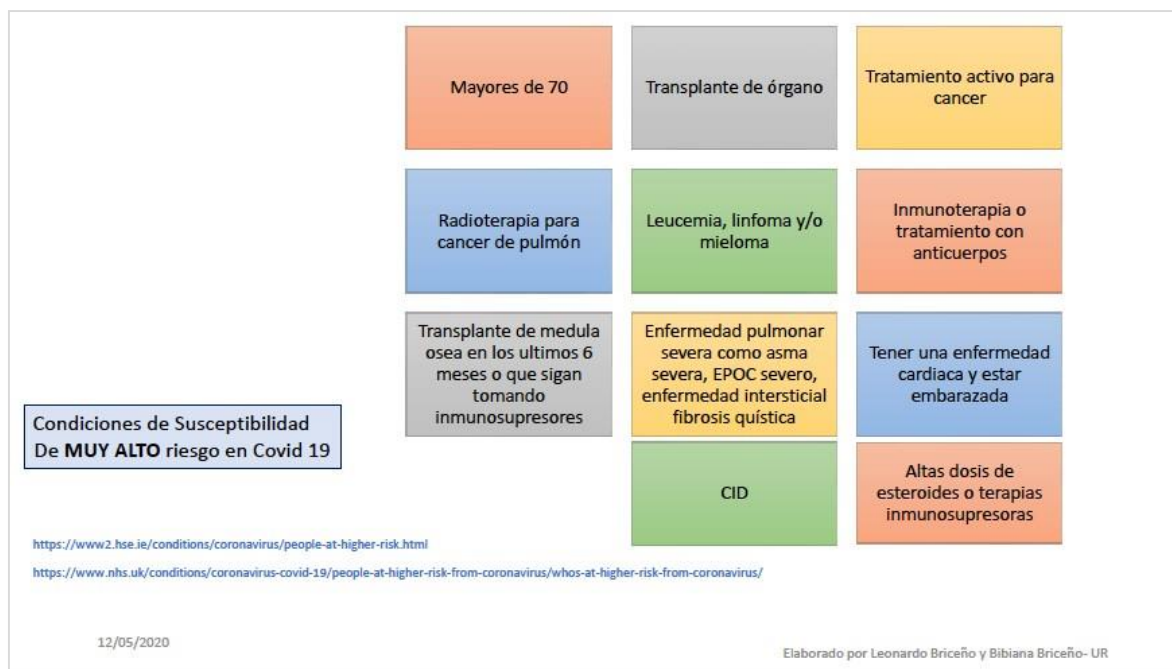 Mayores de 70
Transplante de órgano
Tratamiento activo para
cancer
Radioterapia para
cancer de pulmón
Leucemia, linfoma y/o
mieloma
Inmunoterapia o
tratamiento con
anticuerpos
Transplante de medula
osea en los ultimos 6
meses o que sigan
tomando
inmunosupresores
Enfermedad pulmonar
severa como asma
severa, EPOC severo,
enfermedad intersticial
fibrosis quística
Tener una enfermedad
cardiaca y estar
embarazada
Condiciones de Susceptibilidad
De MUY ALTO riesgo en Covid 19
CID
Altas dosis de
esteroides o terapias
inmunosupresoras
https://www2.hse.ie/conditions/coronavirus/people-at-higher-risk.html
https://www.nhs.uk/conditions/coronavirus-covid-19/people-at-higher-risk-from-coronavirus/whos-at-higher-risk-from-coronavirus/
12/05/2020
Elaborado por Leonardo Briceño y Bibiana Briceño- UR